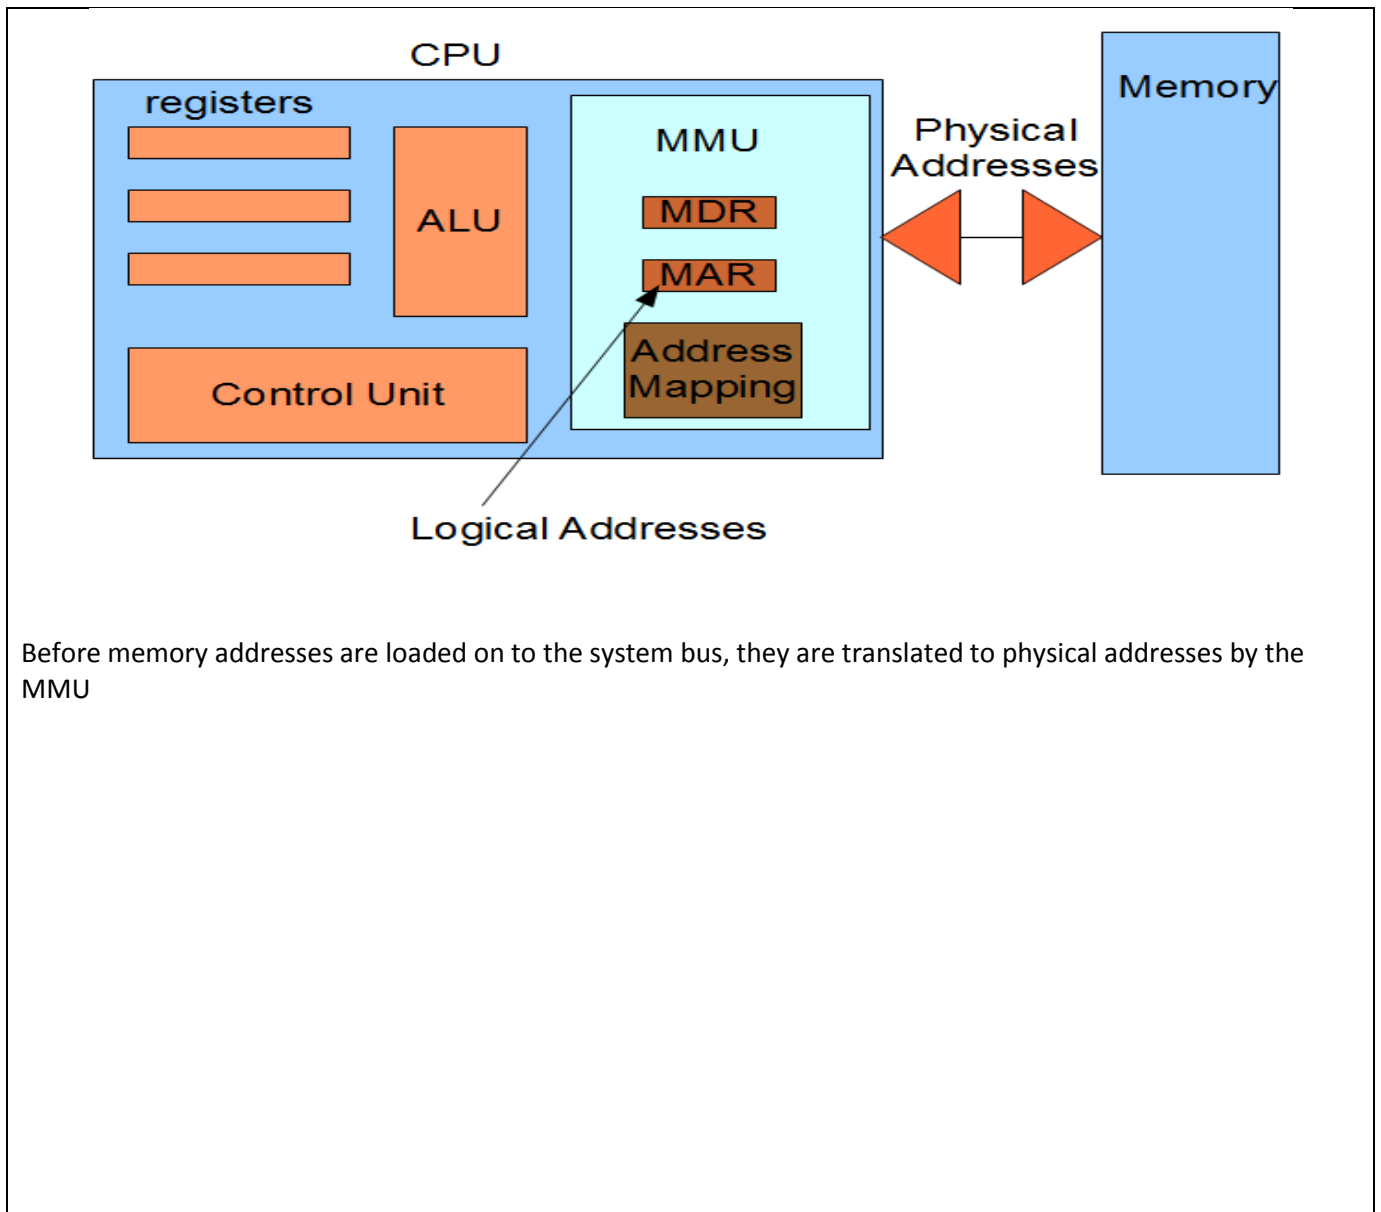 CPU
registers
ALU
Control Unit
MMU
MDR
MAR
Address
Mapping
Physical
Addresses
Memory
Logical Addresses
Before memory addresses are loaded on to the system bus, they are translated to physical addresses by the
MMU